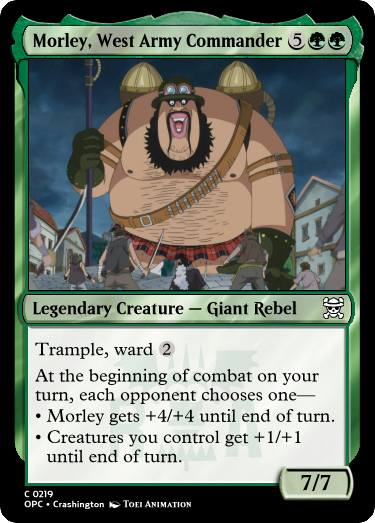 Morley, West Army Commander 5
Legendary Creature — Giant Rebel
Trample, ward 2
At the beginning of combat on your
turn, each opponent chooses one—
• Morley gets +4/+4 until end of turn.
• Creatures you control get +1/+1
until end of turn.
7/7
C 0219
OPC • Crashington TOEI ANIMATION